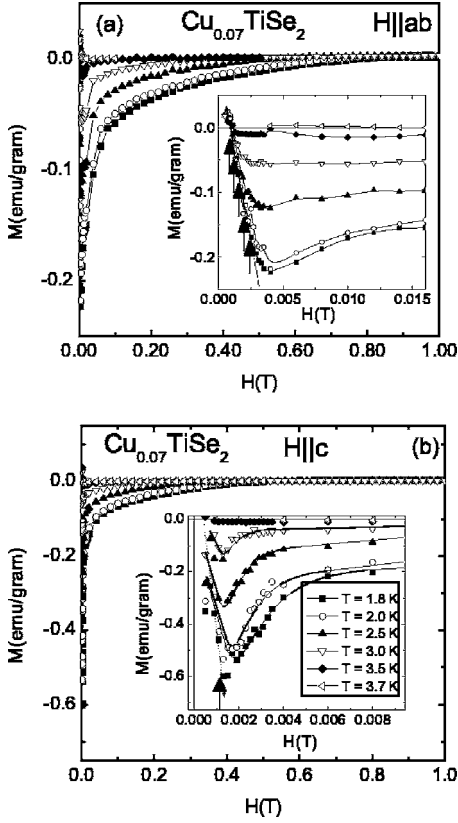 (a) Cu0.07TiSe2 H||ab
0.0
-0.1
-0.2
M(emu/gram)
0.00 0.20 0.40 0.60 0.80 1.00
H(T)
0.0
-0.1
-0.2
M(emu/gram)
0.000 0.005 0.010 0.015
H(T)
Cu0.07TiSe2 H||c (b)
0.0
-0.2
-0.4
-0.6
M(emu/gram)
0.0 0.2 0.4 0.6 0.8 1.0
H(T)
0.0
-0.2
-0.4
-0.6
M(emu/gram)
0.000 0.002 0.004 0.006 0.008
H(T)
T = 1.8 K
T = 2.0 K
T = 2.5 K
T = 3.0 K
T = 3.5 K
T = 3.7 K